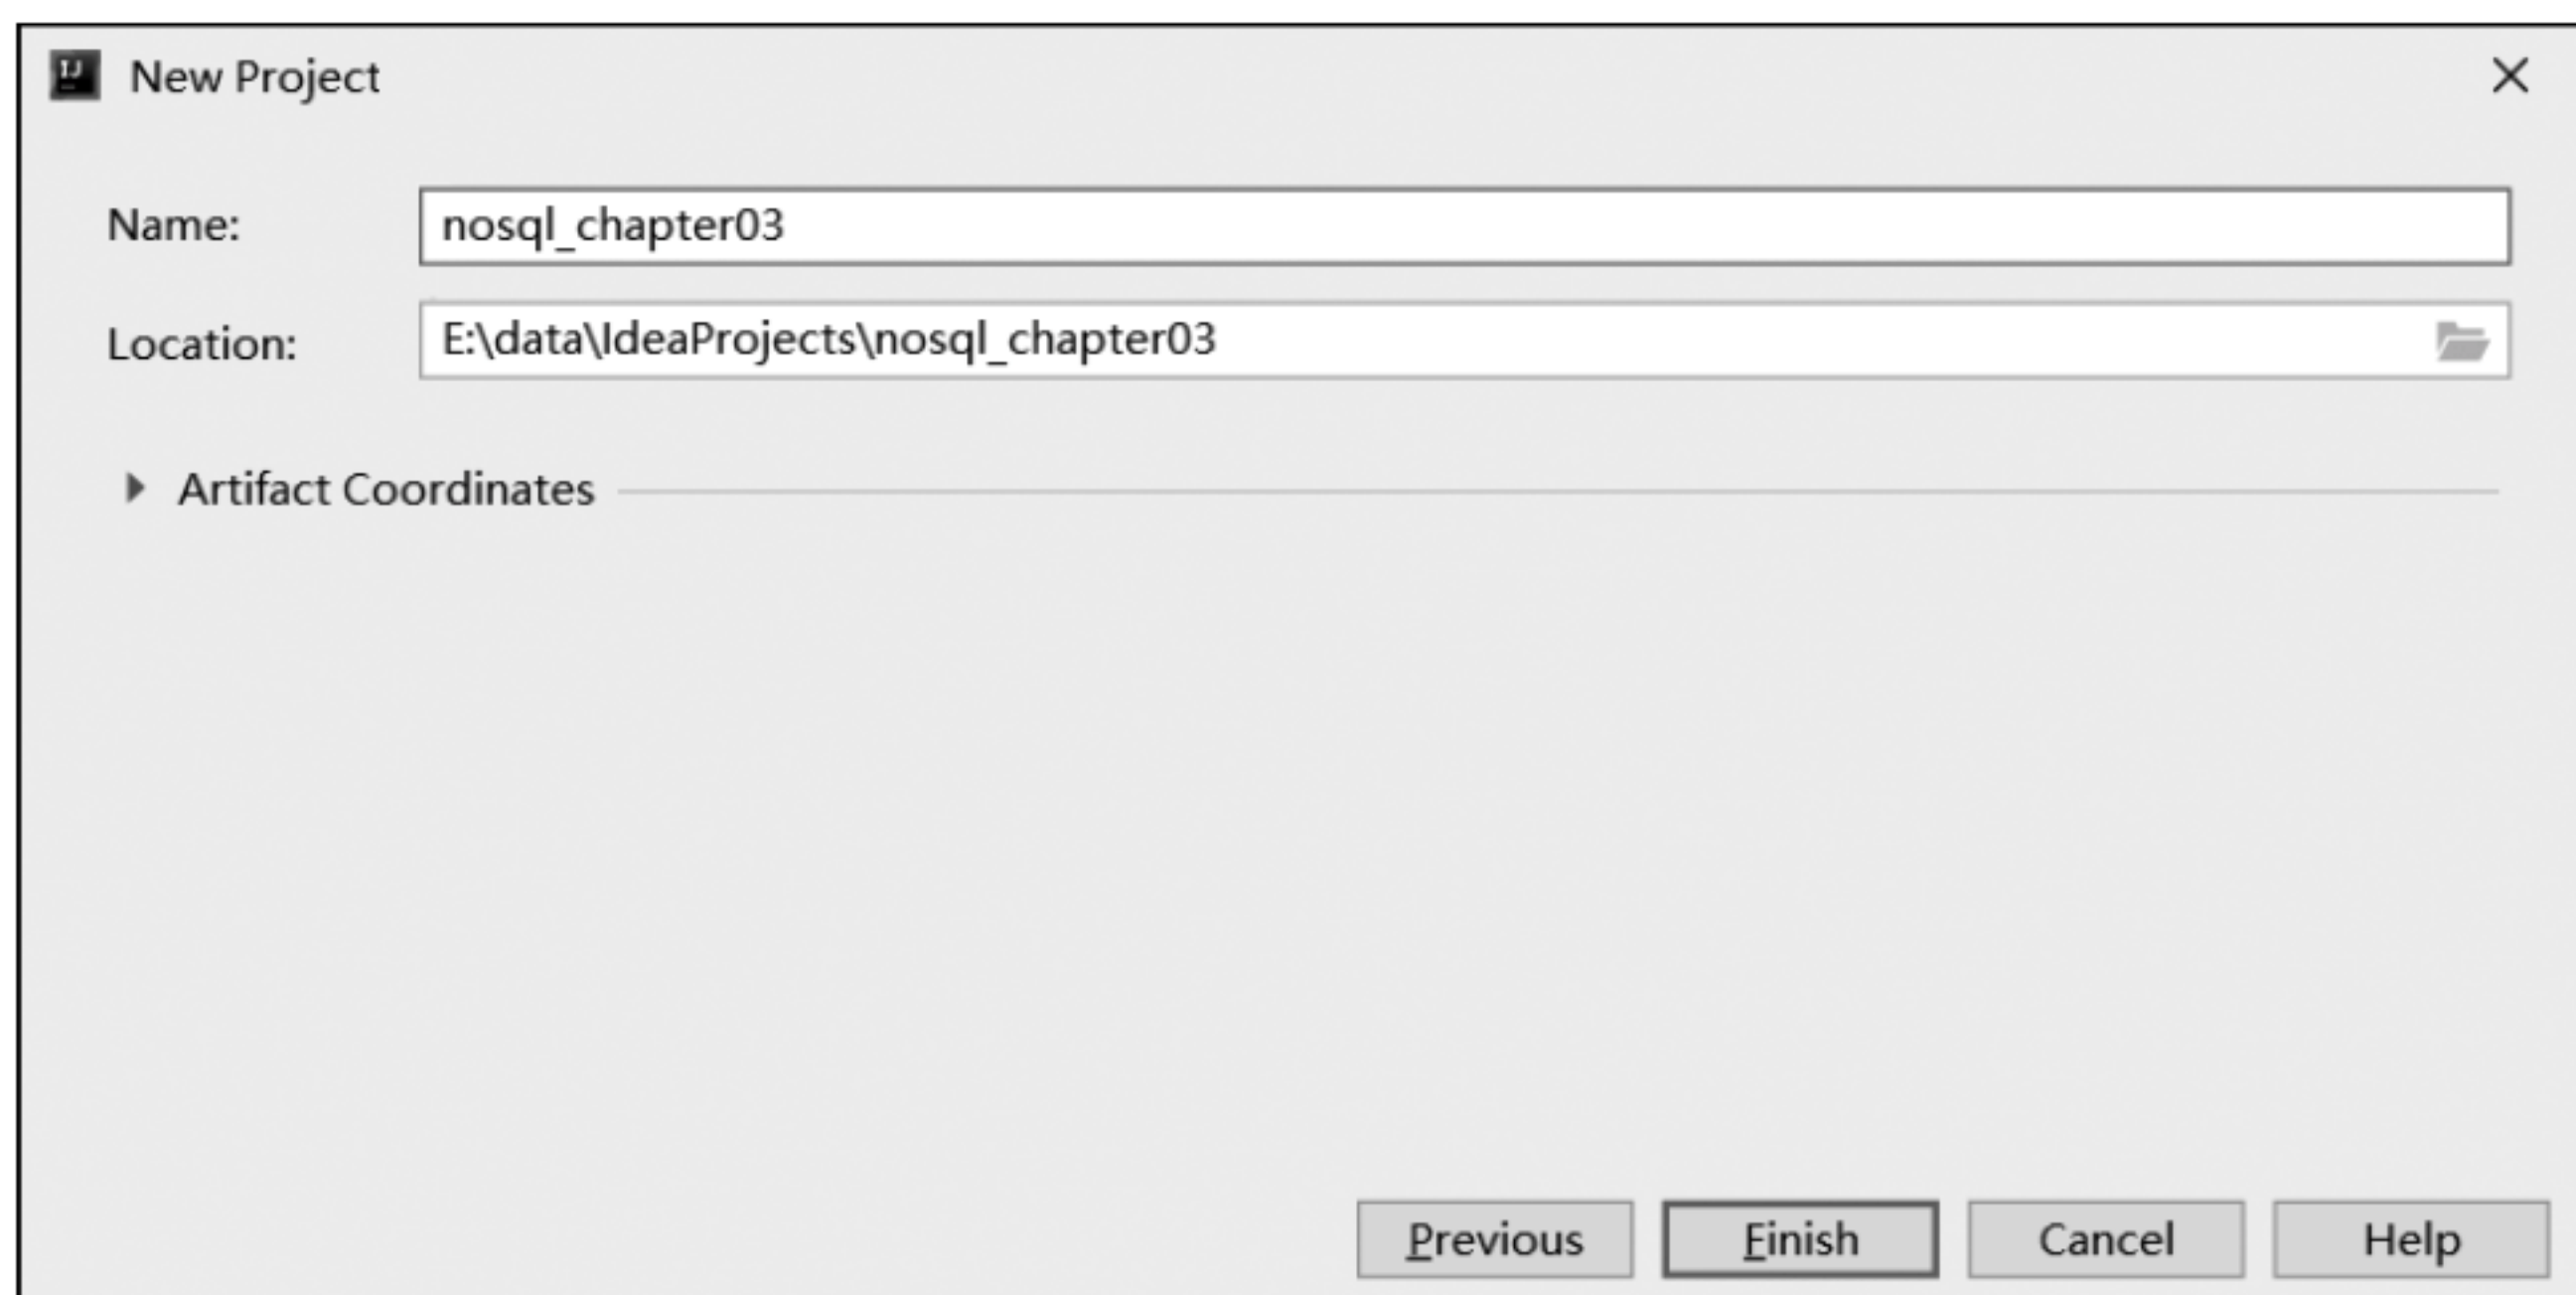 New Project
Name: nosql_chapter03
Location: E:\data\IdeaProjects\nosql_chapter03
Artifact Coordinates
Previous Finish Cancel Help